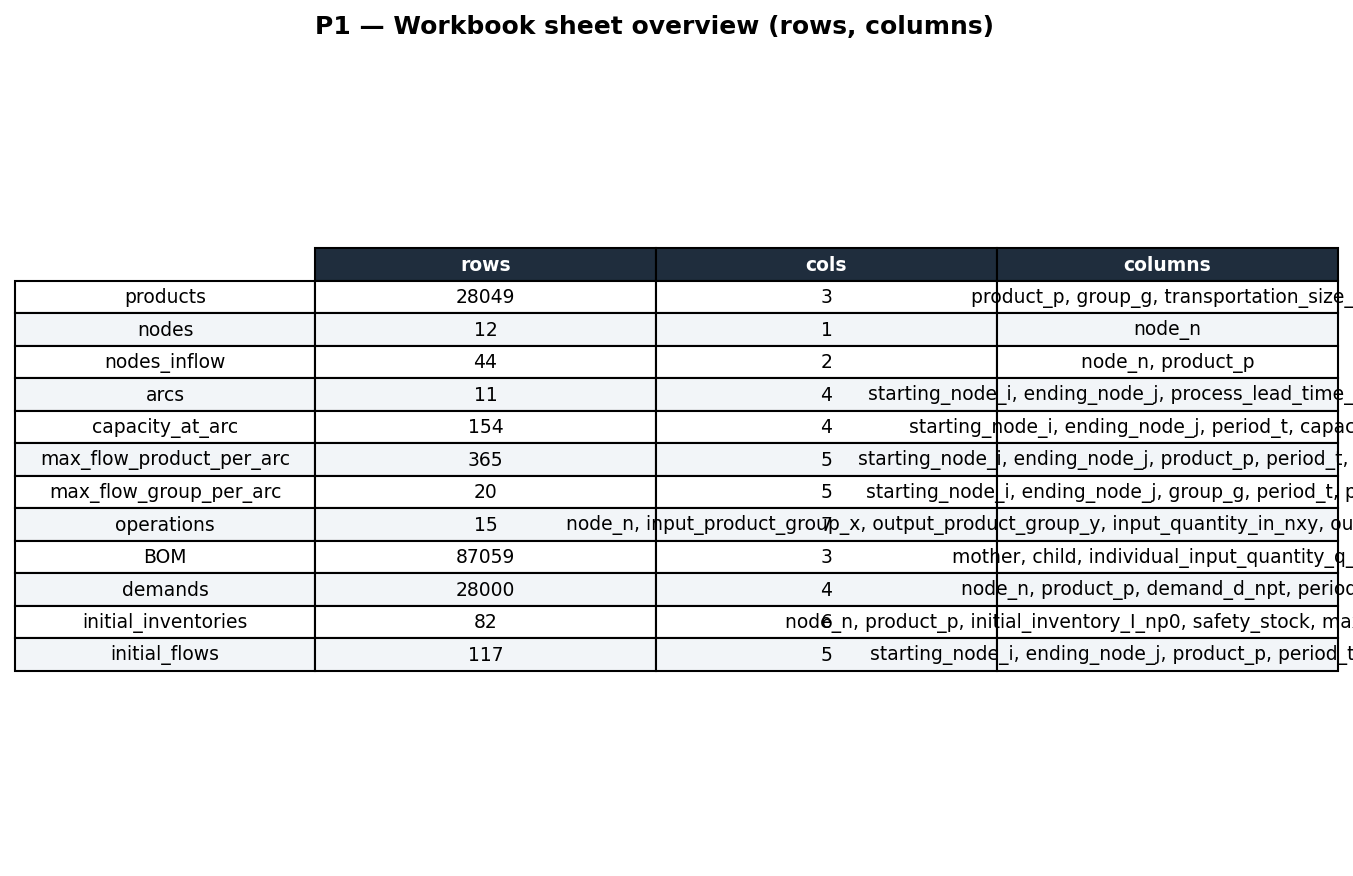 P1 — Workbook sheet overview (rows, columns)
rows cols columns
products 28049 3 product_p, group_g, transportation_size_
nodes 12 1 node_n
nodes_inflow 44 2 node_n, product_p
arcs 11 4 starting_node_i, ending_node_j, process_lead_time_
capacity_at_arc 154 4 starting_node_i, ending_node_j, period_t, capac
max_flow_product_per_arc 365 5 starting_node_i, ending_node_j, product_p, period_t,
max_flow_group_per_arc 20 5 starting_node_i, ending_node_j, group_g, period_t, p
operations 15 7 node_n, input_product_group_x, output_product_group_y, input_quantity_in_nxy, ou
BOM 87059 3 mother, child, individual_input_quantity_q_
demands 28000 4 node_n, product_p, demand_d_npt, period
initial_inventories 82 6 node_n, product_p, initial_inventory_I_np0, safety_stock, ma
initial_flows 117 5 starting_node_i, ending_node_j, product_p, period_t